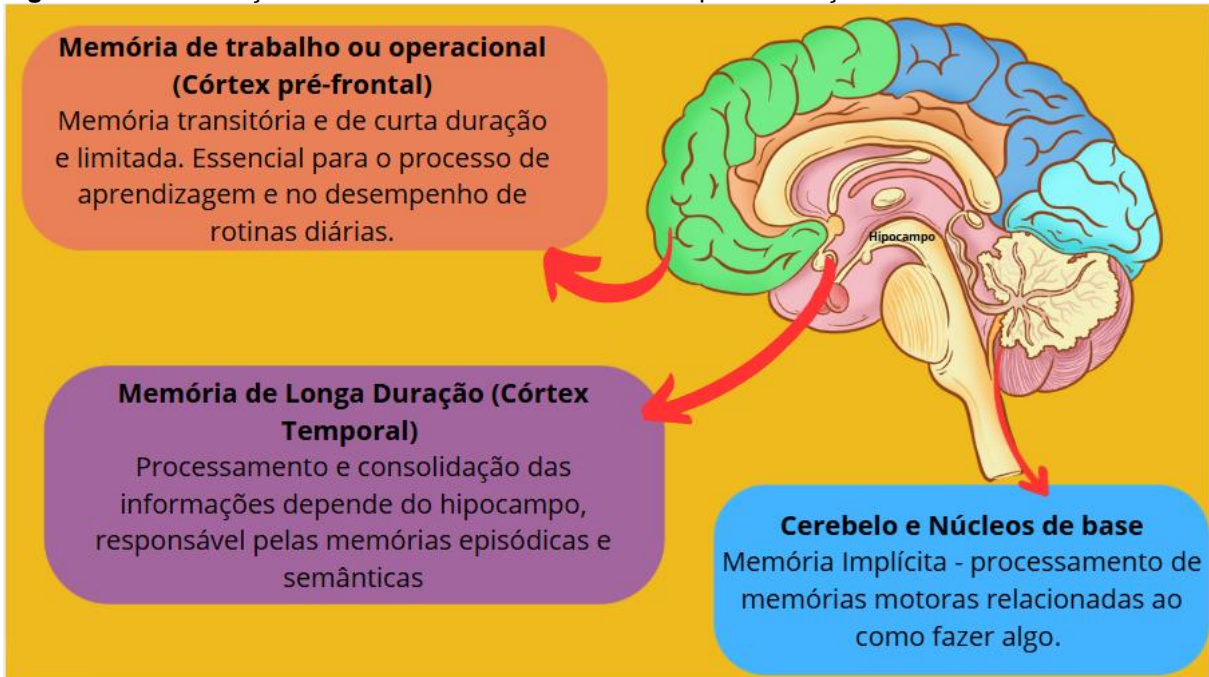 Memória de trabalho ou operacional
(Córtex pré-frontal)
Memória transitória e de curta duração
e limitada. Essencial para o processo de
aprendizagem e no desempenho de
rotinas diárias.
Hipocampo
Memória de Longa Duração (Córtex
Temporal)
Processamento e consolidação das
informações depende do hipocampo,
responsável pelas memórias episódicas e
semânticas
Cerebelo e Núcleos de base
Memória Implícita - processamento de
memórias motoras relacionadas ao
como fazer algo.